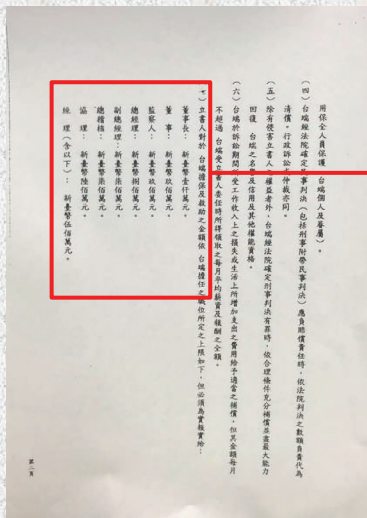 用保全人員保護 台端個人及眷屬）。
（四）台端經法院確定民事判決（包括刑事附帶民事判決）應負賠償責任時，依法院判決之數額負責代為
清償，行政訴訟或仲裁亦同。
（五）除有侵害立書人之權益者外，台端經法院確定刑事判決有罪時，依合理條件充分補償並盡最大能力
回復 台端之名譽及信用及其他權能資格。
（六）台端於訴訟期間所受工作收入上之損失或生活上所增加支出之費用給予適當之補償，但其金額每月
不超過 台端受立書人委任時所得領取之每月平均薪資及報酬之全額。
（七）立書人對於 台端擔保及救助之金額依 台端擔任之職位所定之上限如下，但必須為實報實給：
董事長： 新臺幣壹仟萬元。
董 事： 新臺幣玖佰萬元。
監察人： 新臺幣玖佰萬元。
總經理： 新臺幣捌佰萬元。
副總經理： 新臺幣柒佰萬元。
總稽核： 新臺幣柒佰萬元。
協 理： 新臺幣陸佰萬元。
經 理（含以下）： 新臺幣伍佰萬元。
第二頁